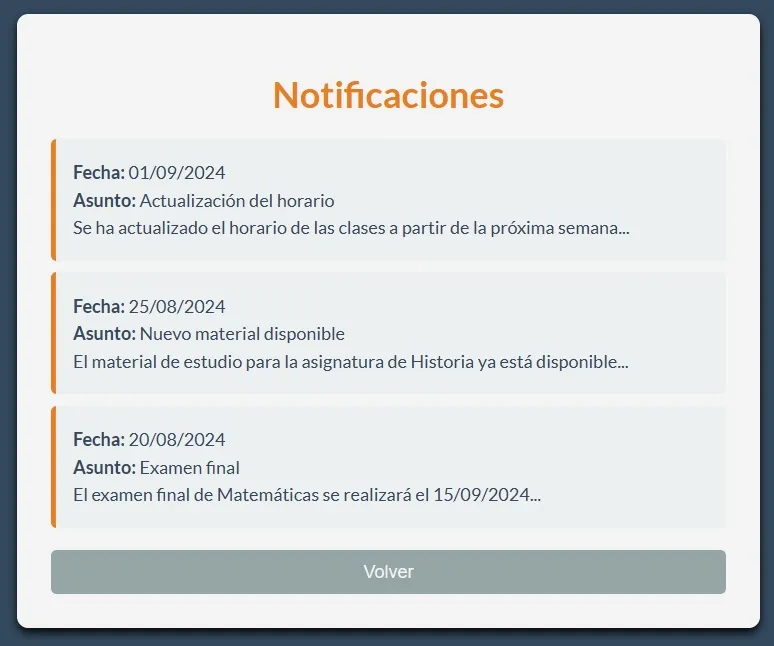 Notificaciones
Fecha: 01/09/2024
Asunto: Actualización del horario
Se ha actualizado el horario de las clases a partir de la próxima semana...
Fecha: 25/08/2024
Asunto: Nuevo material disponible
El material de estudio para la asignatura de Historia ya está disponible...
Fecha: 20/08/2024
Asunto: Examen final
El examen final de Matemáticas se realizará el 15/09/2024...
Volver